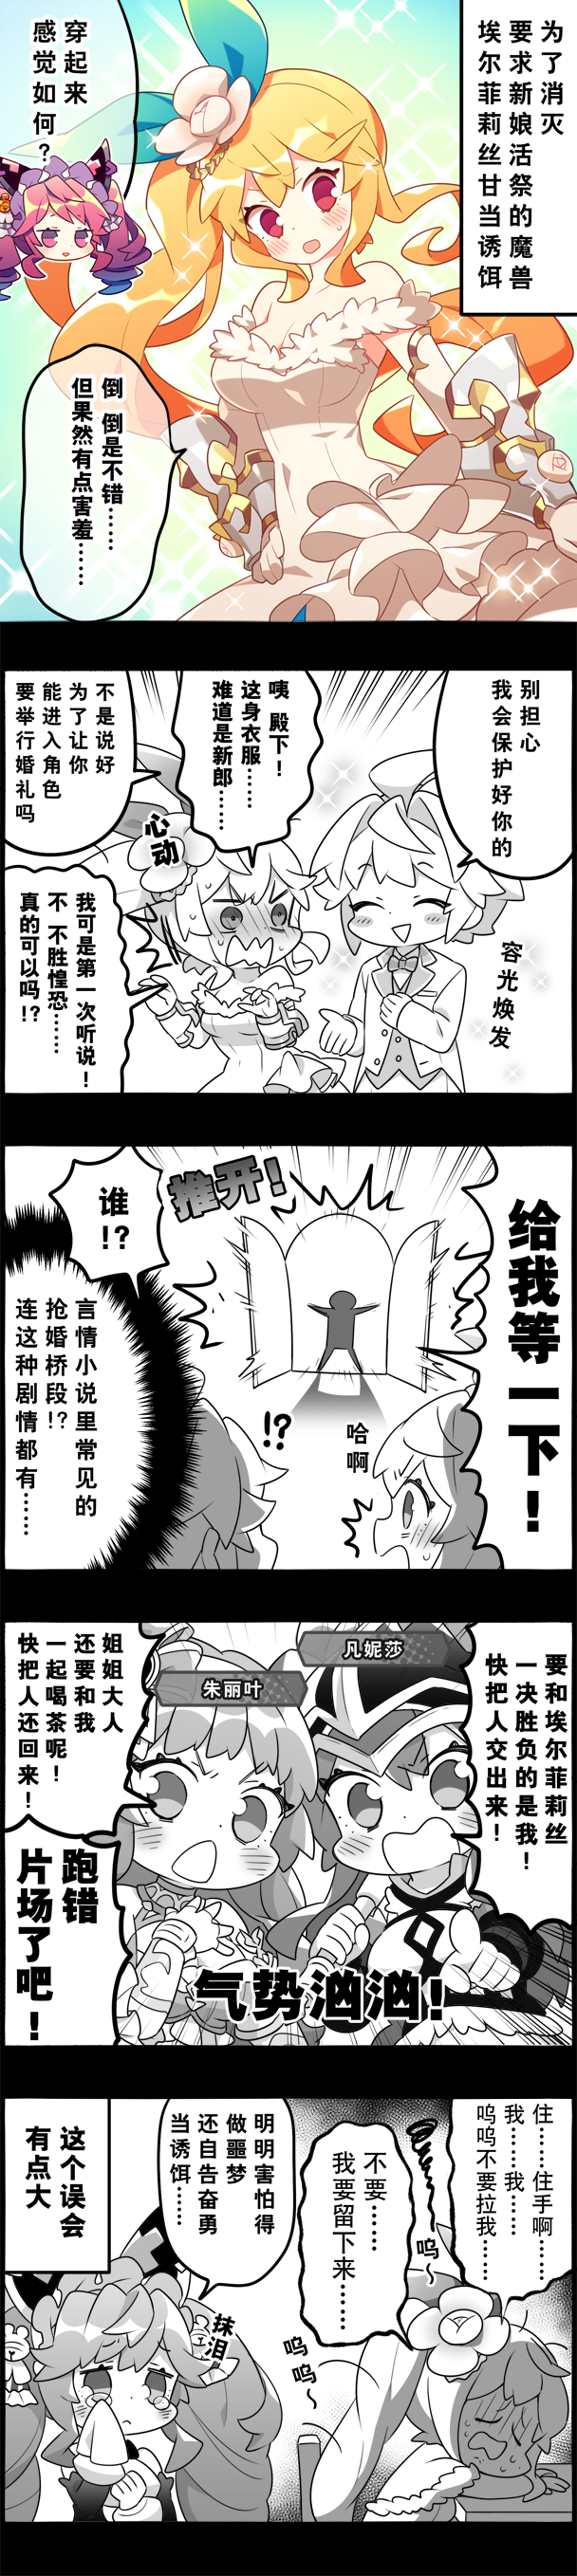 为了消灭
要求新娘活祭的魔兽
埃尔菲莉丝甘当诱饵
穿起来
感觉如何？
倒 倒是不错……
但果然有点害羞……
别担心
我会保护好你的
咦 殿下！
这身衣服……
难道是新郎……
不是说好
为了让你
能进入角色
要举行婚礼吗
心动
容光焕发
我可是第一次听说！
不 不胜惶恐……
真的可以吗!?
给我等一下！
推开！
谁!?
哈啊
!?
言情小说里常见的
抢婚桥段!?
连这种剧情都有……
要和埃尔菲莉丝
一决胜负的是我！
快把人交出来！
凡妮莎
朱丽叶
姐姐大人
还要和我
一起喝茶呢！
快把人还回来！
气势汹汹！
跑错
片场了吧！
住……住手啊……
我……我……
呜呜不要拉我……
呜~
不要……
我要留下来……
呜呜~
明明害怕得
做噩梦
还自告奋勇
当诱饵……
抹泪
这个误会
有点大